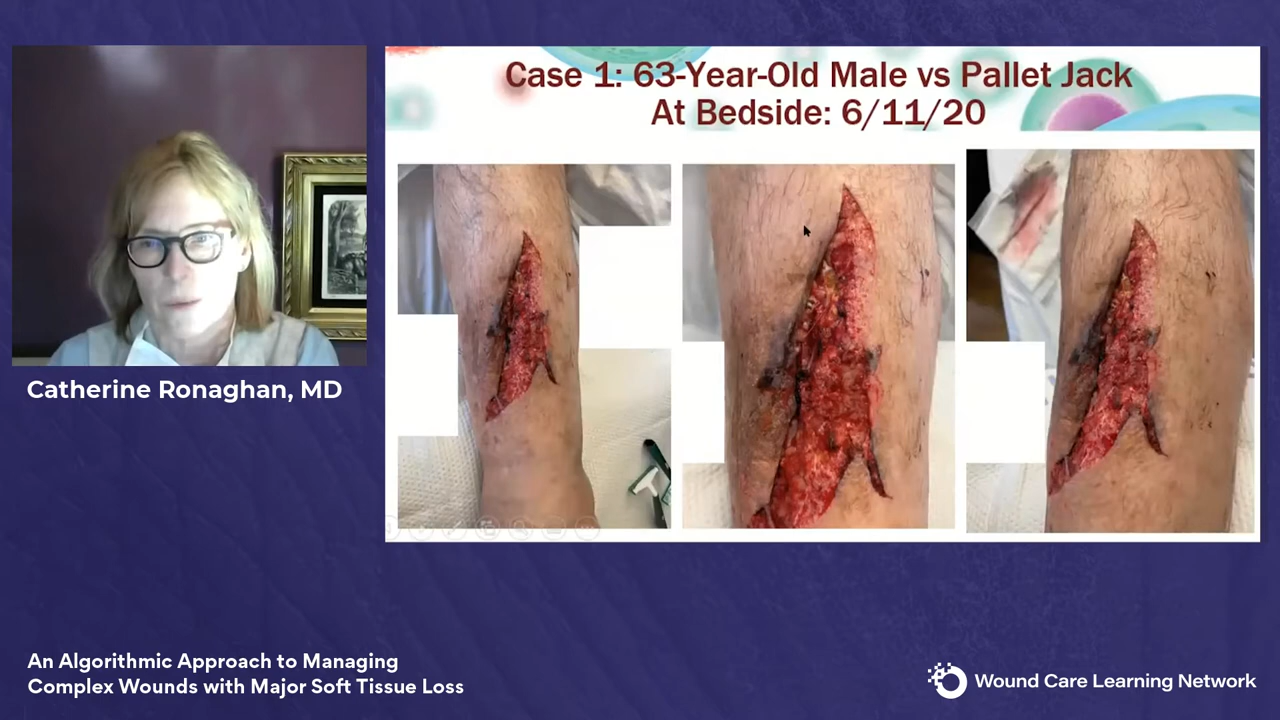 Case 1: 63-Year-Old Male vs Pallet Jack
At Bedside: 6/11/20
Catherine Ronaghan, MD
An Algorithmic Approach to Managing
Complex Wounds with Major Soft Tissue Loss
Wound Care Learning Network